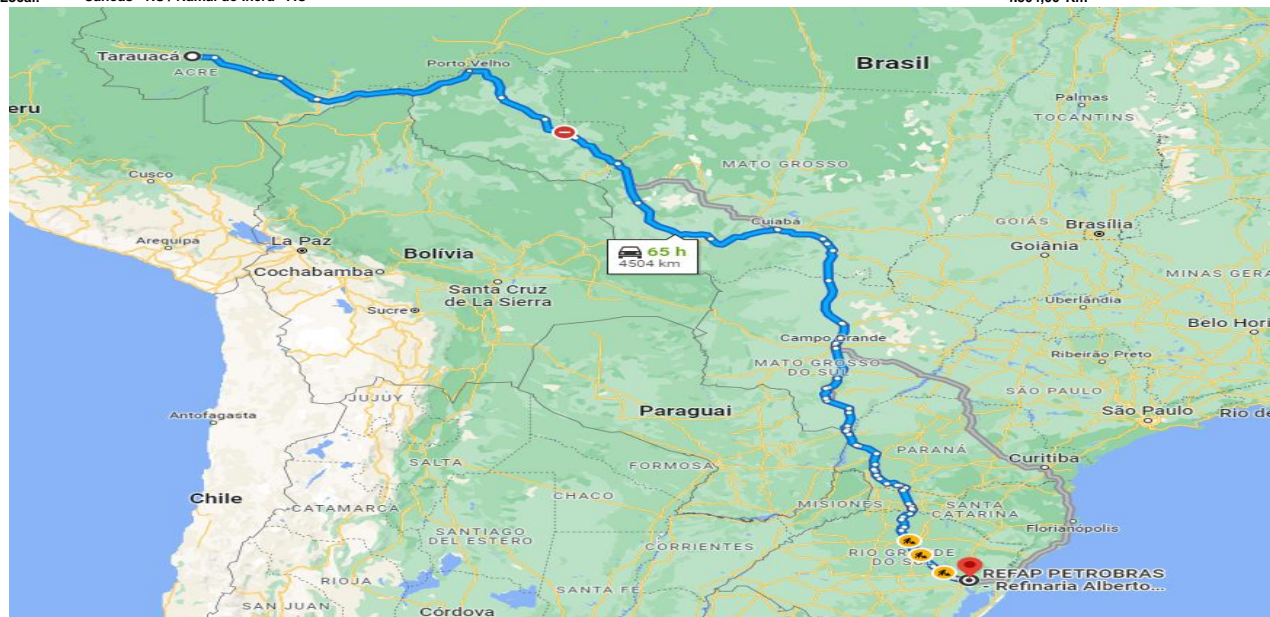 Tarauacá
ACRE
Porto Velho
Brasil
Palmas
TOCANTINS
eru
MATO GROSSO
Cusco
Cuiabá
GOIÁS
Brasília
Arequipa
La Paz
Bolívia
65 h
4504 km
Goiânia
Cochabamba
MINAS GERA
Santa Cruz
de La Sierra
Uberlândia
Sucre
Belo Hori
Campo Grande
Ribeirão Preto
MATO GROSSO
DO SUL
JUJUY
SÃO PAULO
Antofagasta
Paraguai
São Paulo
Rio de
PARANÁ
SALTA
FORMOSA
Curitiba
Chile
CHACO
MISIONES
SANTA
CATARINA
CATAMARCA
SANTIAGO
DEL ESTERO
Florianópolis
CORRIENTES
RIO GRANDE
DO SUL
REFAP PETROBRAS
- Refinaria Alberto...
RIOJA
SANTA FE
SAN JUAN
Córdova